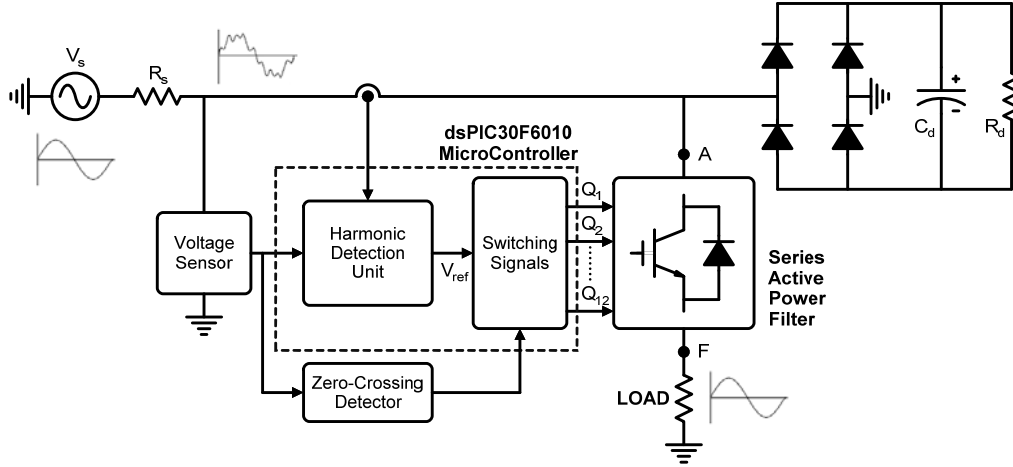 Vs
Rs
dsPIC30F6010
MicroController
Cd
Rd
A
Voltage
Sensor
Harmonic
Detection
Unit
Vref
Switching
Signals
Q1
Q2
Q12
Series
Active
Power
Filter
F
Zero-Crossing
Detector
LOAD